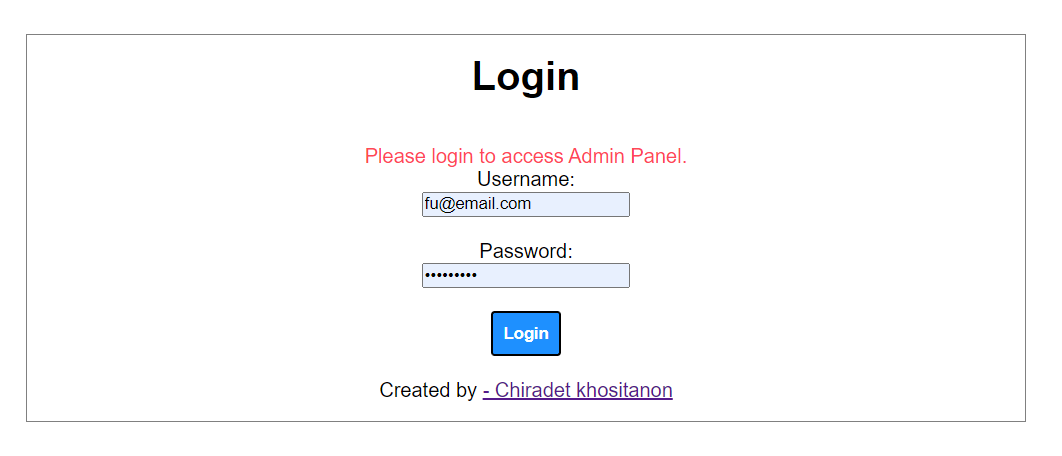 Login
Please login to access Admin Panel.
Username:
fu@email.com
Password:
•••••••••
Login
Created by - Chiradet khositanon